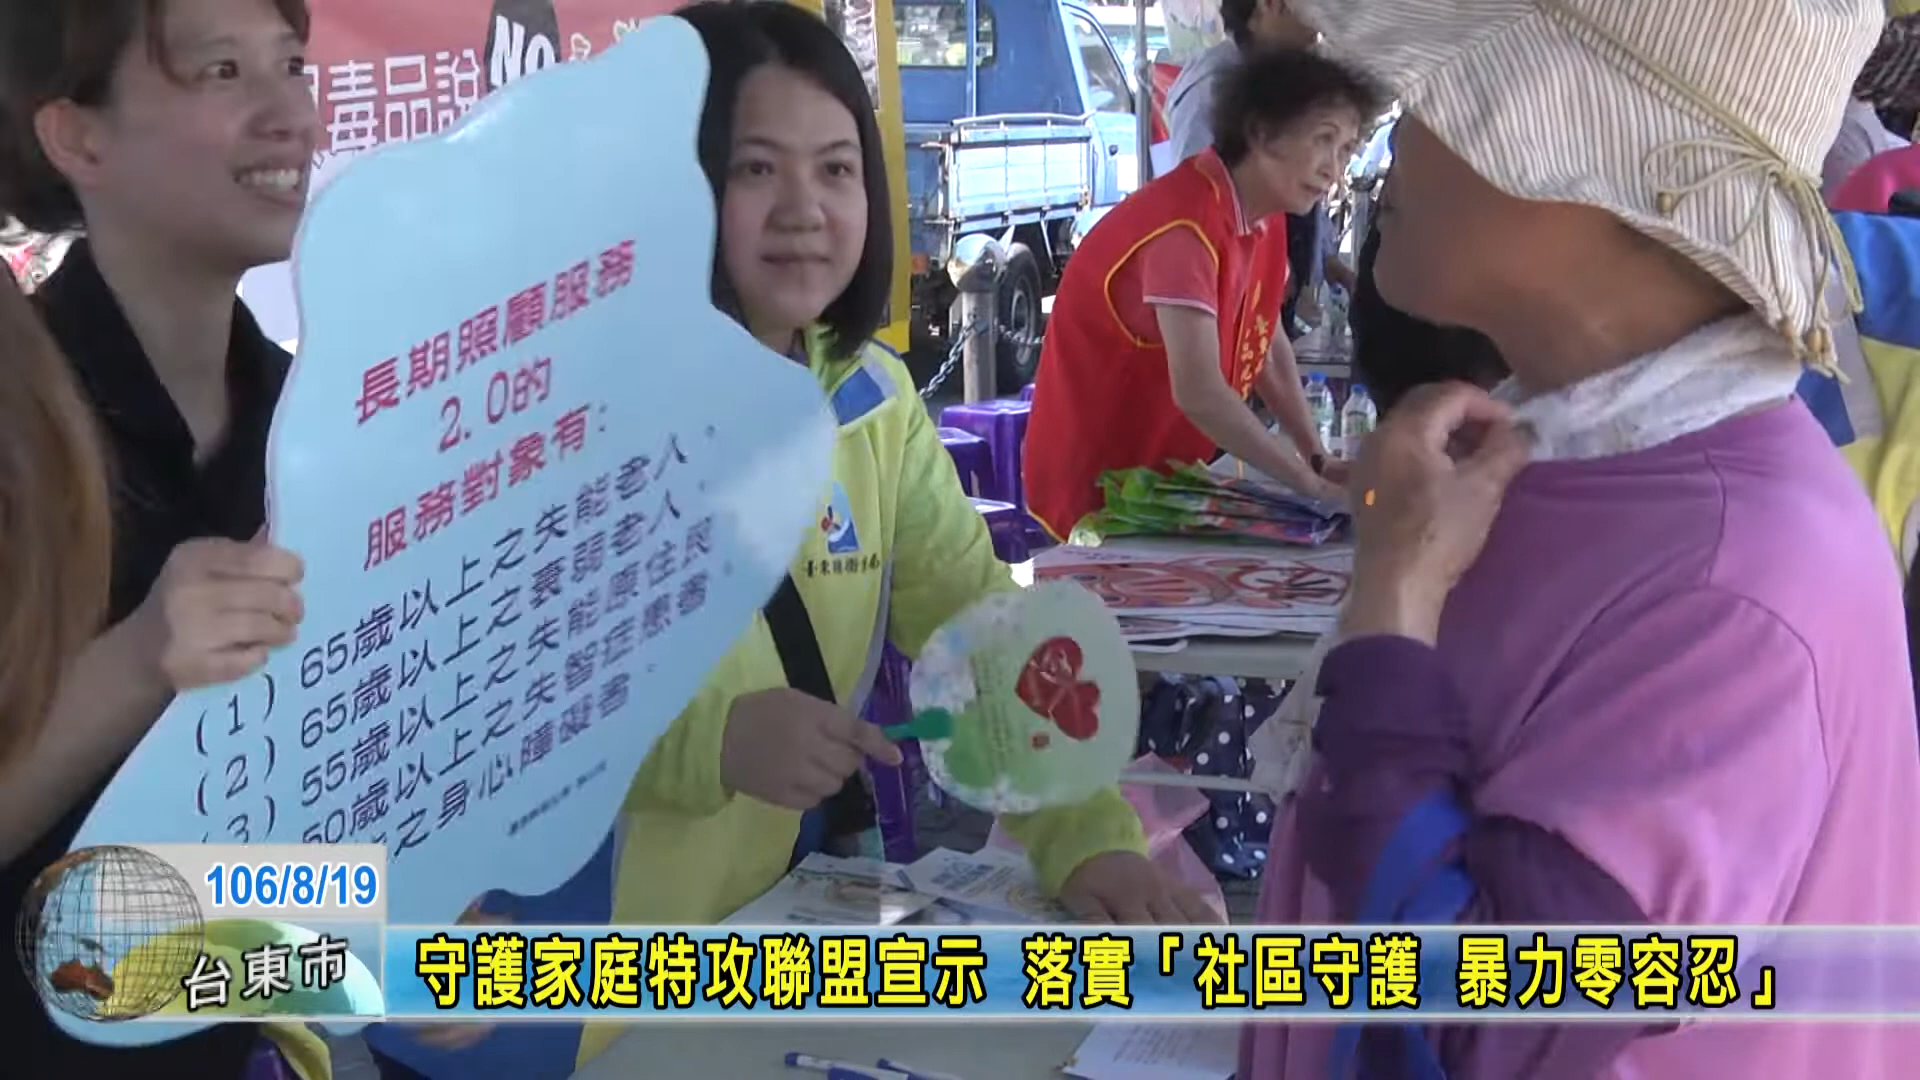 毒品說
NO
長期照顧服務
2.0的
服務對象有：
(1) 65歲以上之失能老人。
(2) 65歲以上之衰弱老人。
(3) 55歲以上之失能原住民
50歲以上之失智症患者。
之身心障礙者。
106/8/19
台東市
守護家庭特攻聯盟宣示 落實「社區守護 暴力零容忍」